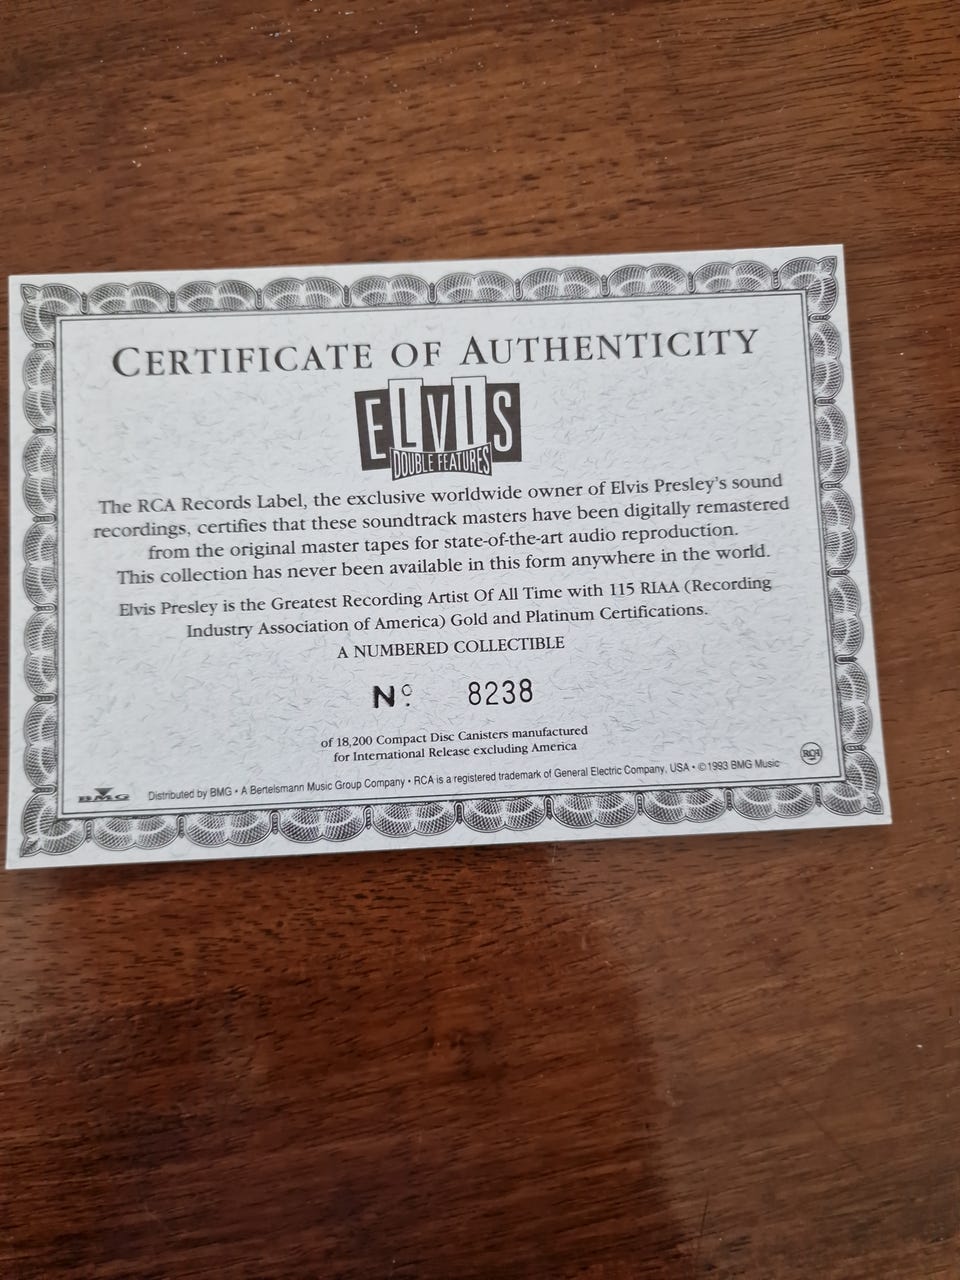 CERTIFICATE OF AUTHENTICITY
ELVIS
DOUBLE FEATURES
The RCA Records Label, the exclusive worldwide owner of Elvis Presley's sound
recordings, certifies that these soundtrack masters have been digitally remastered
from the original master tapes for state-of-the-art audio reproduction.
This collection has never been available in this form anywhere in the world.
Elvis Presley is the Greatest Recording Artist Of All Time with 115 RIAA (Recording
Industry Association of America) Gold and Platinum Certifications.
A NUMBERED COLLECTIBLE
Nº 8238
of 18,200 Compact Disc Canisters manufactured
for International Release excluding America
RCA
BMG Distributed by BMG • A Bertelsmann Music Group Company • RCA is a registered trademark of General Electric Company, USA • ©1993 BMG Music